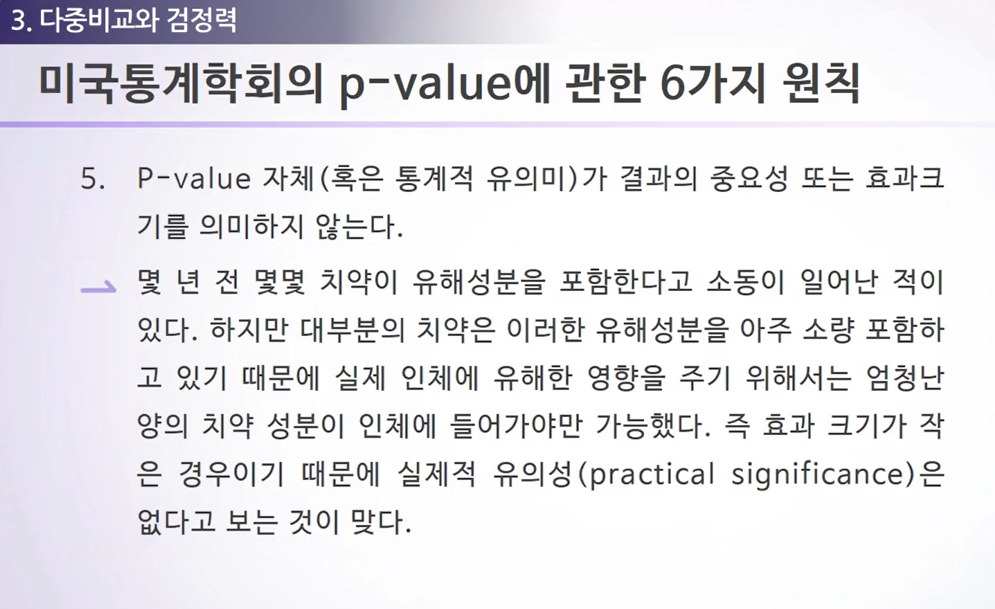 3. 다중비교와 검정력
미국통계학회의 p-value에 관한 6가지 원칙
5. P-value 자체(혹은 통계적 유의미)가 결과의 중요성 또는 효과크
기를 의미하지 않는다.
몇 년 전 몇몇 치약이 유해성분을 포함한다고 소동이 일어난 적이
있다. 하지만 대부분의 치약은 이러한 유해성분을 아주 소량 포함하
고 있기 때문에 실제 인체에 유해한 영향을 주기 위해서는 엄청난
양의 치약 성분이 인체에 들어가야만 가능했다. 즉 효과 크기가 작
은 경우이기 때문에 실제적 유의성(practical significance)은
없다고 보는 것이 맞다.